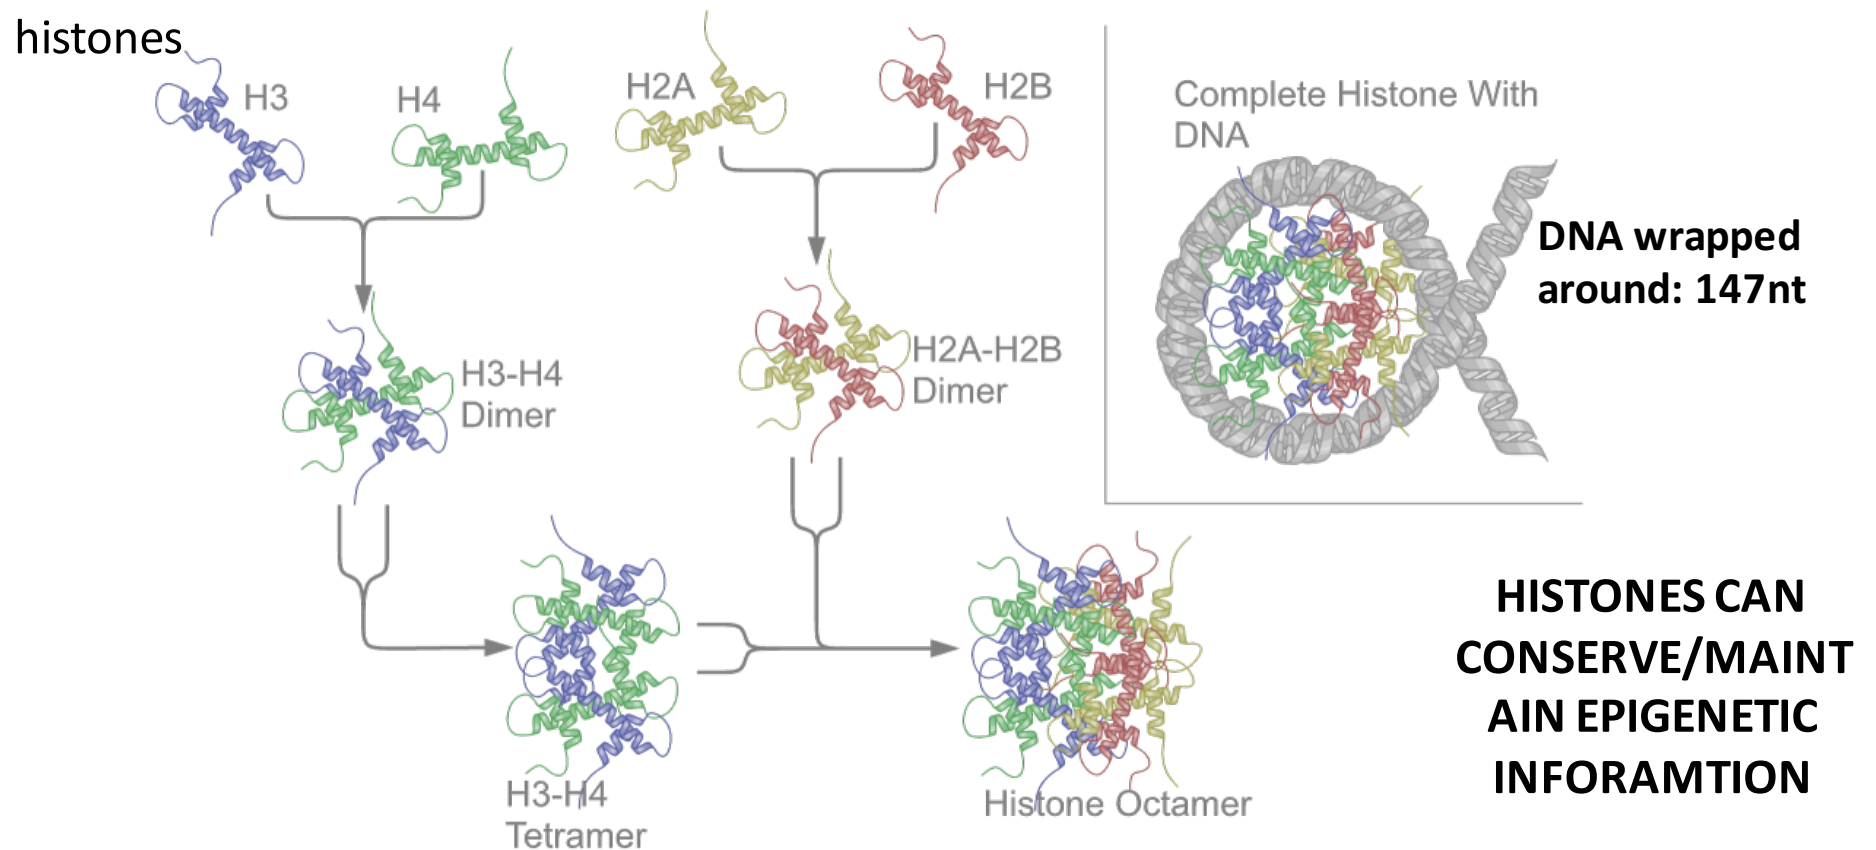 histones
H3
H4
H2A
H2B
Complete Histone With
DNA
DNA wrapped
around: 147nt
H3-H4
Dimer
H2A-H2B
Dimer
HISTONES CAN
CONSERVE/MAINT
AIN EPIGENETIC
INFORAMTION
H3-H4
Tetramer
Histone Octamer